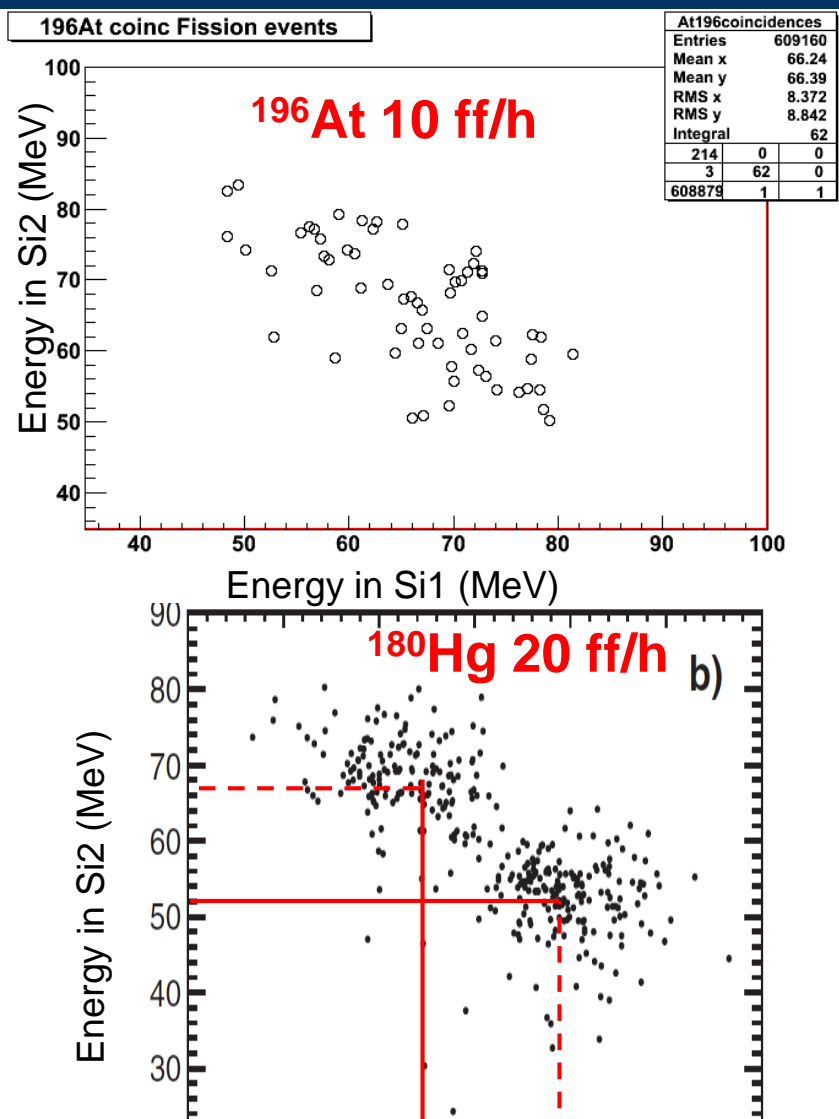 196At coinc Fission events
At196coincidences
Entries 609160
Mean x 66.24
Mean y 66.39
RMS x 8.372
RMS y 8.842
Integral 62
214 0 0
3 62 0
608879 1 1
196At 10 ff/h
Energy in Si2 (MeV)
100
90
80
70
60
50
40
40 50 60 70 80 90 100
Energy in Si1 (MeV)
180Hg 20 ff/h
b)
Energy in Si2 (MeV)
90
80
70
60
50
40
30